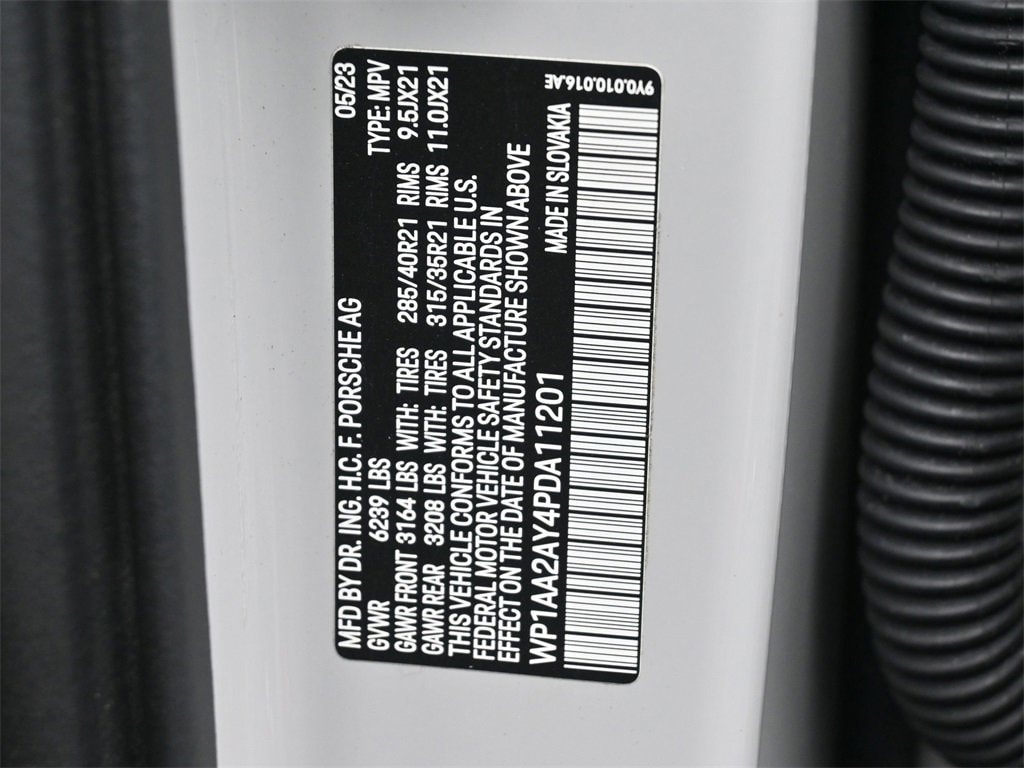 MFD BY DR. ING. H.C. F. PORSCHE AG 05/23
GVWR 6239 LBS TYPE: MPV
GAWR FRONT 3164 LBS WITH: TIRES 285/40R21 RIMS 9.5JX21
GAWR REAR 3208 LBS WITH: TIRES 315/35R21 RIMS 11.0JX21
THIS VEHICLE CONFORMS TO ALL APPLICABLE U.S.
FEDERAL MOTOR VEHICLE SAFETY STANDARDS IN
EFFECT ON THE DATE OF MANUFACTURE SHOWN ABOVE
WP1AA2AY4PDA11201 MADE IN SLOVAKIA
9Y0.010.016.AE